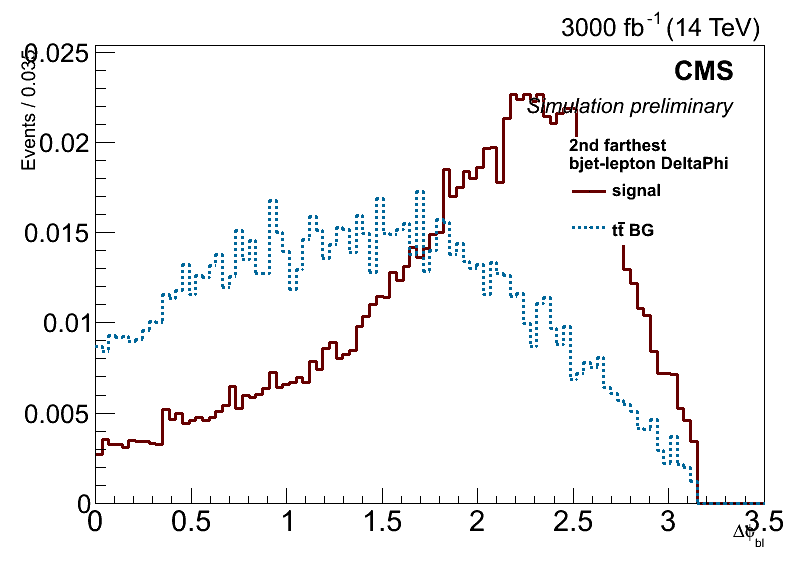 3000 fb⁻¹ (14 TeV)
CMS
Simulation preliminary
2nd farthest
bjet-lepton DeltaPhi
signal
tt̄ BG
Events / 0.035
0.025
0.02
0.015
0.01
0.005
0
0 0.5 1 1.5 2 2.5 3 3.5
Δϕbl